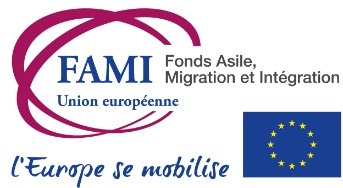 FAMI
Union européenne
Fonds Asile,
Migration et Intégration
l'Europe se mobilise